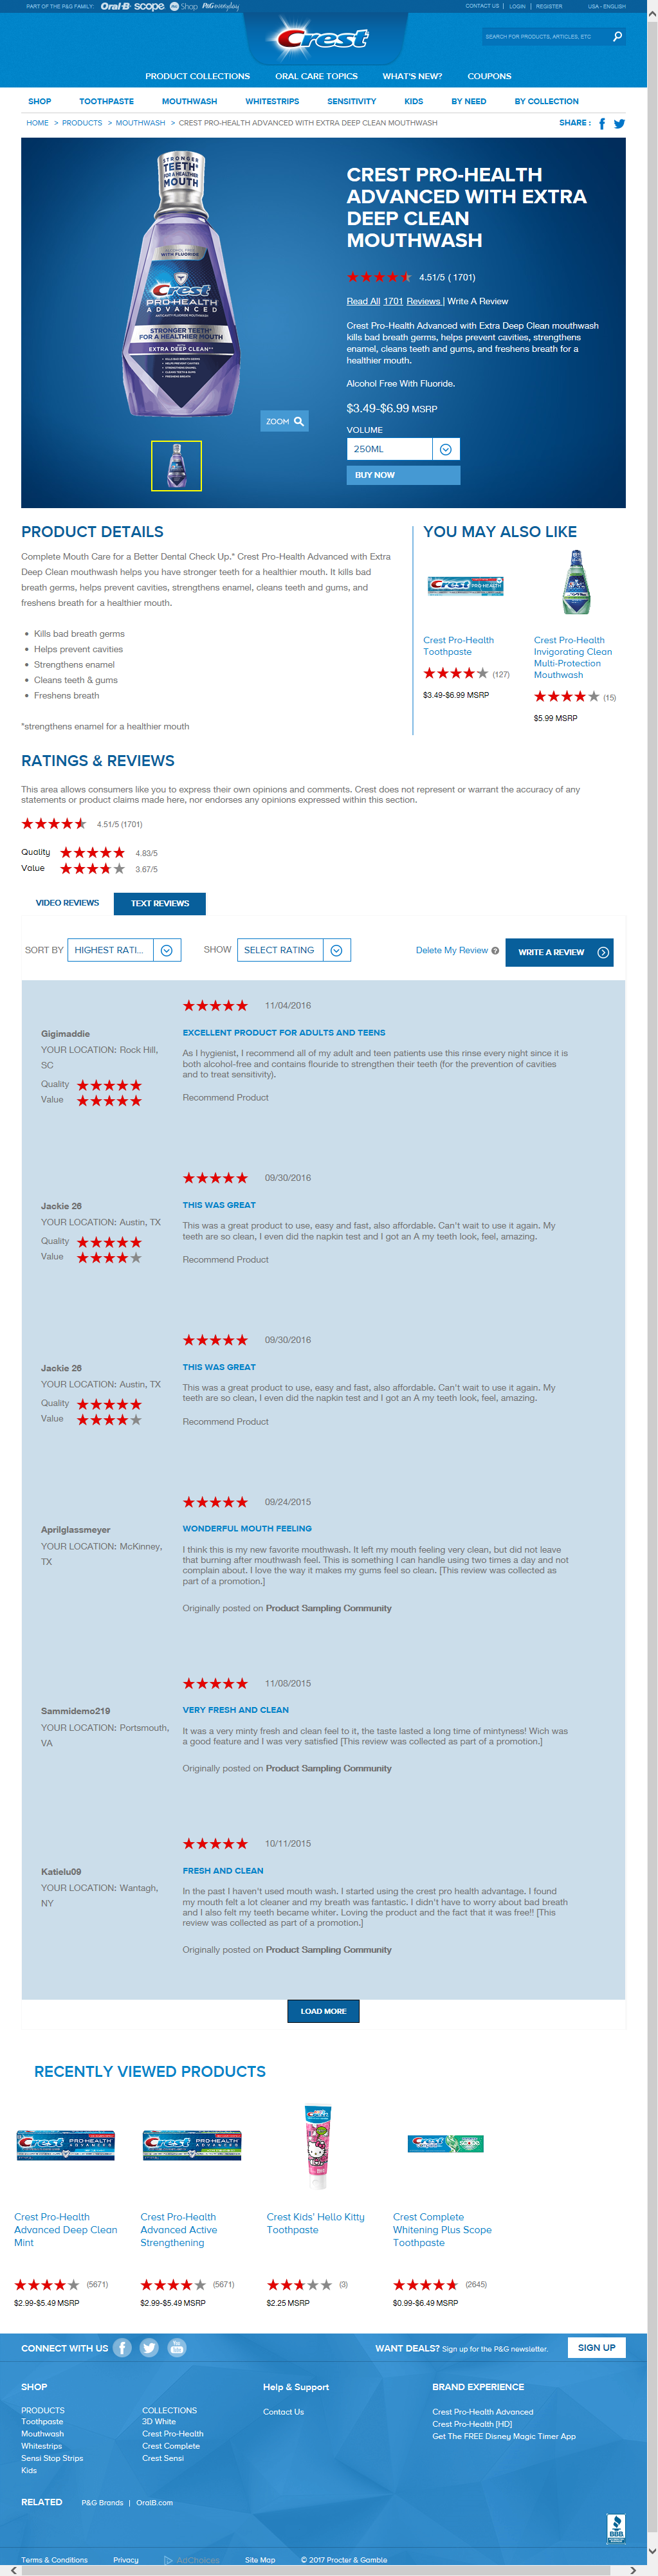 PART OF THE P&G FAMILY: Oral-B scope Shop P&G everyday CONTACT US | LOGIN | REGISTER USA - ENGLISH
Crest
SEARCH FOR PRODUCTS, ARTICLES, ETC
PRODUCT COLLECTIONS ORAL CARE TOPICS WHAT'S NEW? COUPONS
SHOP TOOTHPASTE MOUTHWASH WHITESTRIPS SENSITIVITY KIDS BY NEED BY COLLECTION
HOME > PRODUCTS > MOUTHWASH > CREST PRO-HEALTH ADVANCED WITH EXTRA DEEP CLEAN MOUTHWASH SHARE :
STRONGER
TEETH*
FOR A HEALTHIER
MOUTH
ALCOHOL FREE
WITH FLUORIDE
Crest
PRO-HEALTH
ADVANCED
STRONGER TEETH*
FOR A HEALTHIER MOUTH
WITH
EXTRA DEEP CLEAN**
ZOOM
CREST PRO-HEALTH
ADVANCED WITH EXTRA
DEEP CLEAN
MOUTHWASH
4.51/5 ( 1701)
Read All 1701 Reviews | Write A Review
Crest Pro-Health Advanced with Extra Deep Clean mouthwash
kills bad breath germs, helps prevent cavities, strengthens
enamel, cleans teeth and gums, and freshens breath for a
healthier mouth.
Alcohol Free With Fluoride.
$3.49-$6.99 MSRP
VOLUME
250ML
BUY NOW
PRODUCT DETAILS
Complete Mouth Care for a Better Dental Check Up.* Crest Pro-Health Advanced with Extra
Deep Clean mouthwash helps you have stronger teeth for a healthier mouth. It kills bad
breath germs, helps prevent cavities, strengthens enamel, cleans teeth and gums, and
freshens breath for a healthier mouth.
• Kills bad breath germs
• Helps prevent cavities
• Strengthens enamel
• Cleans teeth & gums
• Freshens breath
*strengthens enamel for a healthier mouth
YOU MAY ALSO LIKE
Crest Pro-Health
Toothpaste
(127)
$3.49-$6.99 MSRP
Crest Pro-Health
Invigorating Clean
Multi-Protection
Mouthwash
(15)
$5.99 MSRP
RATINGS & REVIEWS
This area allows consumers like you to express their own opinions and comments. Crest does not represent or warrant the accuracy of any
statements or product claims made here, nor endorses any opinions expressed within this section.
4.51/5 (1701)
Quality 4.83/5
Value 3.67/5
VIDEO REVIEWS TEXT REVIEWS
SORT BY HIGHEST RATI... SHOW SELECT RATING Delete My Review ? WRITE A REVIEW
11/04/2016
Gigimaddie
YOUR LOCATION: Rock Hill,
SC
Quality
Value
EXCELLENT PRODUCT FOR ADULTS AND TEENS
As I hygienist, I recommend all of my adult and teen patients use this rinse every night since it is
both alcohol-free and contains flouride to strengthen their teeth (for the prevention of cavities
and to treat sensitivity).
Recommend Product
09/30/2016
Jackie 26
YOUR LOCATION: Austin, TX
Quality
Value
THIS WAS GREAT
This was a great product to use, easy and fast, also affordable. Can't wait to use it again. My
teeth are so clean, I even did the napkin test and I got an A my teeth look, feel, amazing.
Recommend Product
09/30/2016
Jackie 26
YOUR LOCATION: Austin, TX
Quality
Value
THIS WAS GREAT
This was a great product to use, easy and fast, also affordable. Can't wait to use it again. My
teeth are so clean, I even did the napkin test and I got an A my teeth look, feel, amazing.
Recommend Product
09/24/2015
Aprilglassmeyer
YOUR LOCATION: McKinney,
TX
WONDERFUL MOUTH FEELING
I think this is my new favorite mouthwash. It left my mouth feeling very clean, but did not leave
that burning after mouthwash feel. This is something I can handle using two times a day and not
complain about. I love the way it makes my gums feel so clean. [This review was collected as
part of a promotion.]
Originally posted on Product Sampling Community
11/08/2015
Sammidemo219
YOUR LOCATION: Portsmouth,
VA
VERY FRESH AND CLEAN
It was a very minty fresh and clean feel to it, the taste lasted a long time of mintyness! Wich was
a good feature and I was very satisfied [This review was collected as part of a promotion.]
Originally posted on Product Sampling Community
10/11/2015
Katielu09
YOUR LOCATION: Wantagh,
NY
FRESH AND CLEAN
In the past I haven't used mouth wash. I started using the crest pro health advantage. I found
my mouth felt a lot cleaner and my breath was fantastic. I didn't have to worry about bad breath
and I also felt my teeth became whiter. Loving the product and the fact that it was free!! [This
review was collected as part of a promotion.]
Originally posted on Product Sampling Community
LOAD MORE
RECENTLY VIEWED PRODUCTS
Crest Pro-Health
Advanced Deep Clean
Mint
(5671)
$2.99-$5.49 MSRP
Crest Pro-Health
Advanced Active
Strengthening
(5671)
$2.99-$5.49 MSRP
Crest Kids' Hello Kitty
Toothpaste
(3)
$2.25 MSRP
Crest Complete
Whitening Plus Scope
Toothpaste
(2645)
$0.99-$6.49 MSRP
CONNECT WITH US WANT DEALS? Sign up for the P&G newsletter. SIGN UP
SHOP
PRODUCTS
Toothpaste
Mouthwash
Whitestrips
Sensi Stop Strips
Kids
COLLECTIONS
3D White
Crest Pro-Health
Crest Complete
Crest Sensi
Help & Support
Contact Us
BRAND EXPERIENCE
Crest Pro-Health Advanced
Crest Pro-Health [HD]
Get The FREE Disney Magic Timer App
RELATED P&G Brands | OralB.com
BBB
Terms & Conditions Privacy AdChoices Site Map © 2017 Procter & Gamble